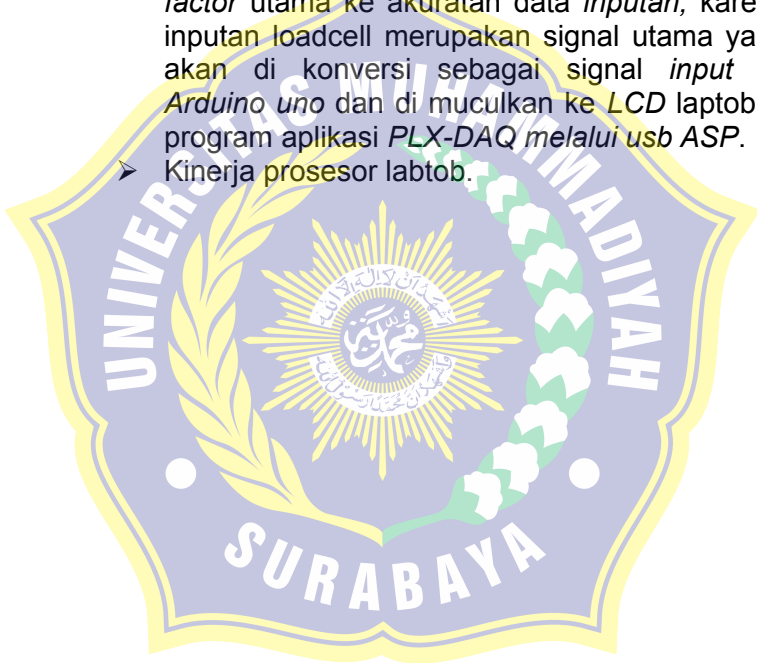 factor utama ke akuratan data inputan, kare
inputan loadcell merupakan signal utama ya
akan di konversi sebagai signal input
Arduino uno dan di muculkan ke LCD laptob
program aplikasi PLX-DAQ melalui usb ASP.
➢ Kinerja prosesor labtob.
UNIVERSITAS MUHAMMADIYAH
SURABAYA